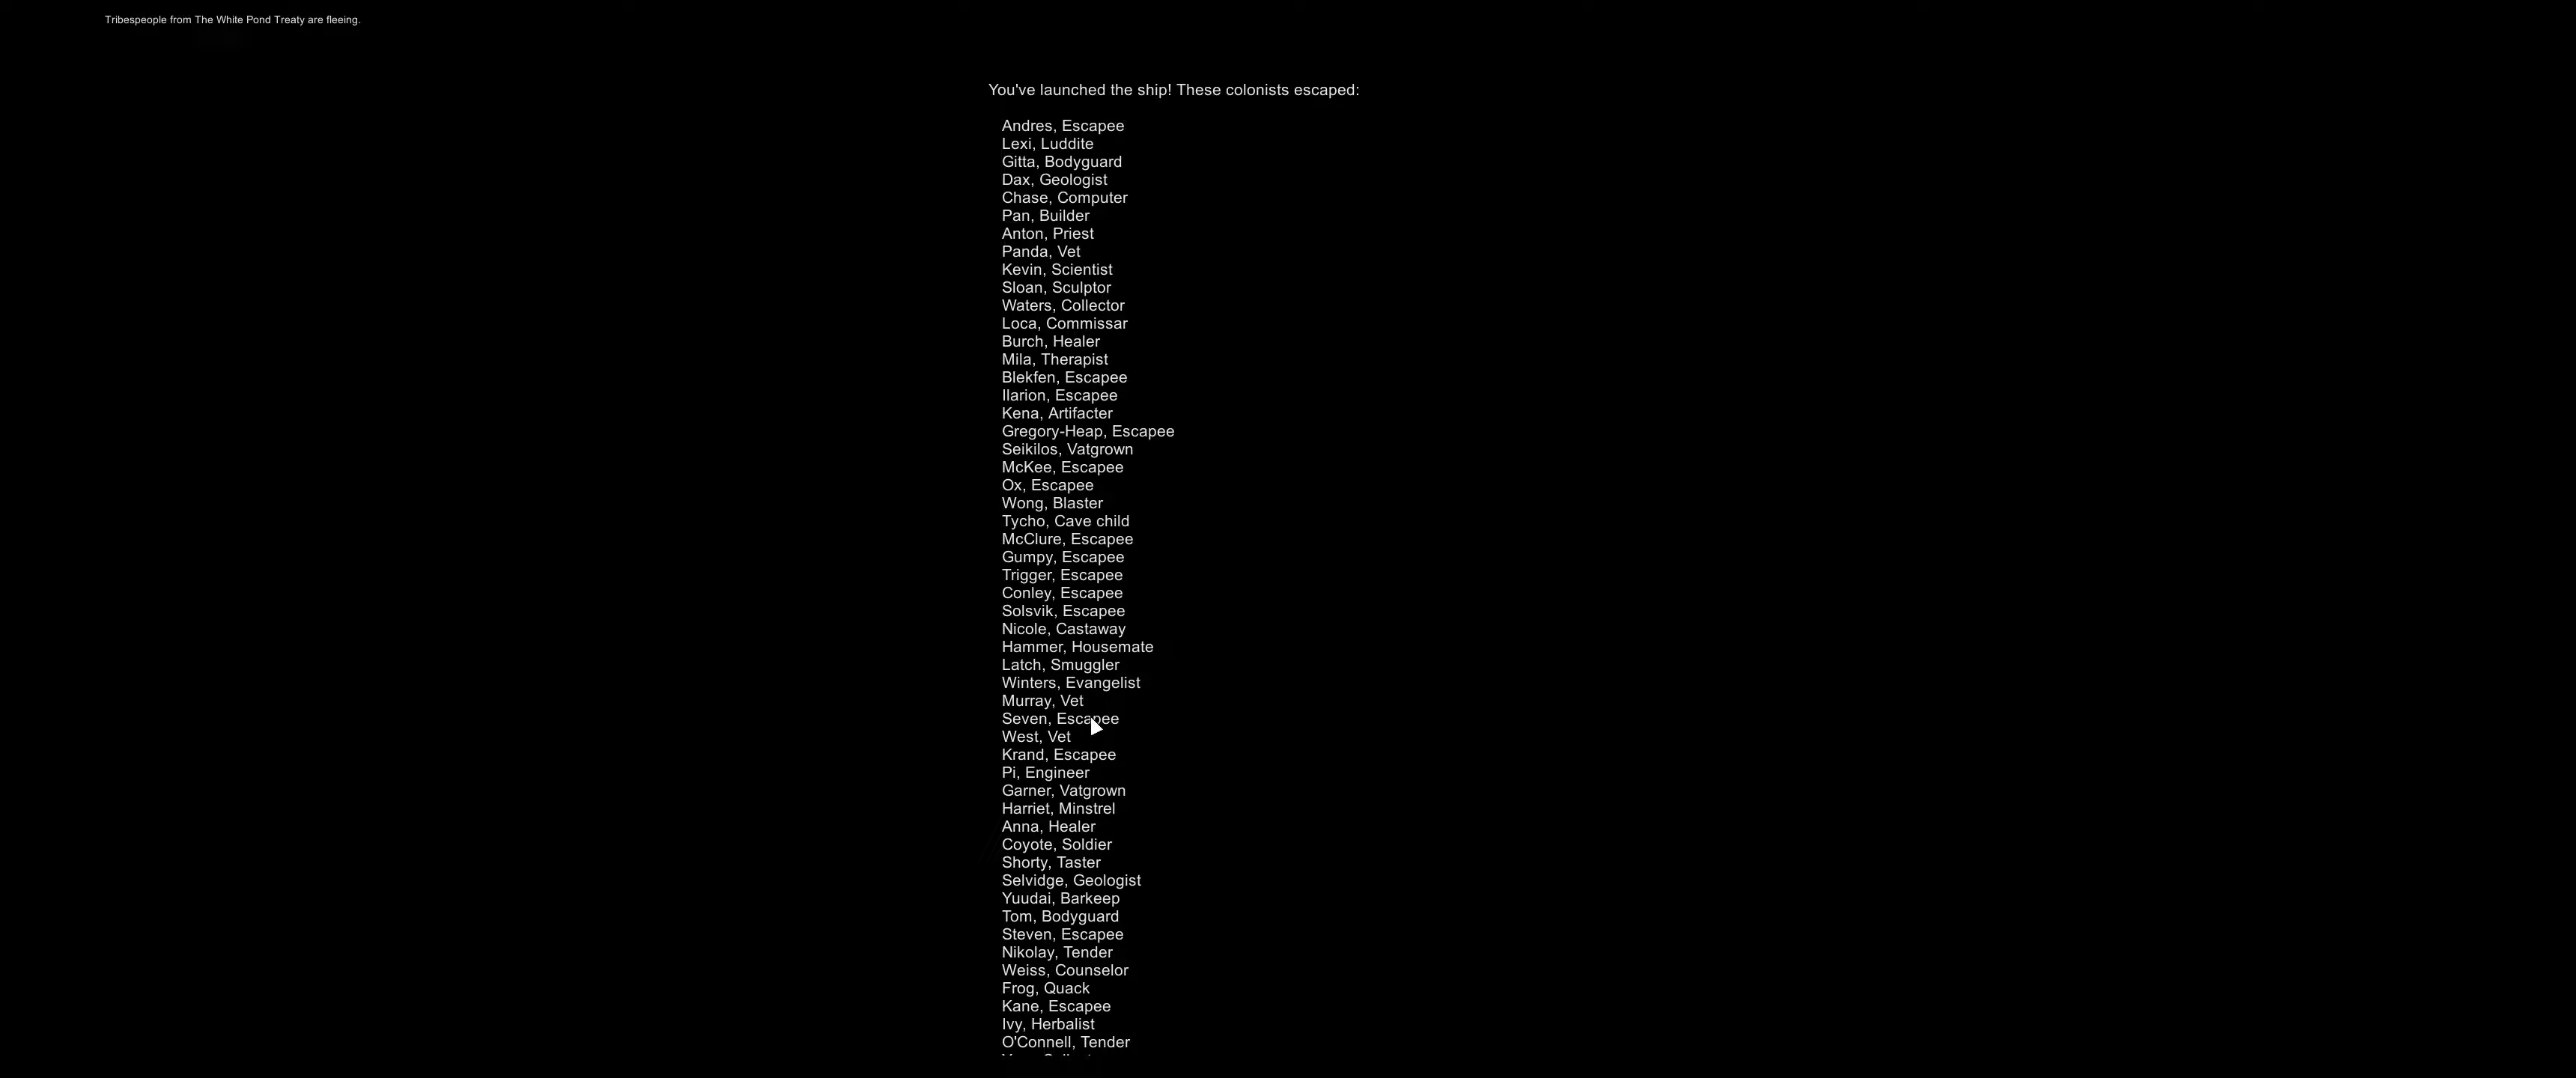 Tribespeople from The White Pond Treaty are fleeing.
You've launched the ship! These colonists escaped:
Andres, Escapee
Lexi, Luddite
Gitta, Bodyguard
Dax, Geologist
Chase, Computer
Pan, Builder
Anton, Priest
Panda, Vet
Kevin, Scientist
Sloan, Sculptor
Waters, Collector
Loca, Commissar
Burch, Healer
Mila, Therapist
Blekfen, Escapee
Ilarion, Escapee
Kena, Artifacter
Gregory-Heap, Escapee
Seikilos, Vatgrown
McKee, Escapee
Ox, Escapee
Wong, Blaster
Tycho, Cave child
McClure, Escapee
Gumpy, Escapee
Trigger, Escapee
Conley, Escapee
Solsvik, Escapee
Nicole, Castaway
Hammer, Housemate
Latch, Smuggler
Winters, Evangelist
Murray, Vet
Seven, Escapee
West, Vet
Krand, Escapee
Pi, Engineer
Garner, Vatgrown
Harriet, Minstrel
Anna, Healer
Coyote, Soldier
Shorty, Taster
Selvidge, Geologist
Yuudai, Barkeep
Tom, Bodyguard
Steven, Escapee
Nikolay, Tender
Weiss, Counselor
Frog, Quack
Kane, Escapee
Ivy, Herbalist
O'Connell, Tender